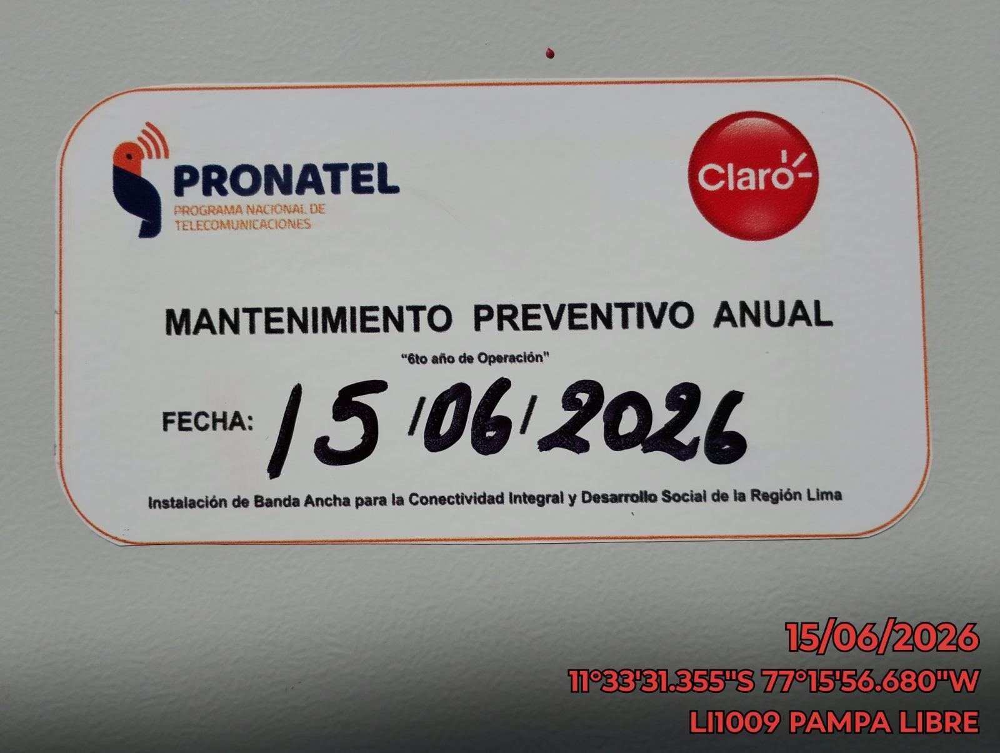 PRONATEL
PROGRAMA NACIONAL DE
TELECOMUNICACIONES
Claro
MANTENIMIENTO PREVENTIVO ANUAL
“6to año de Operación”
FECHA: 15/06/2026
Instalación de Banda Ancha para la Conectividad Integral y Desarrollo Social de la Región Lima
15/06/2026
11°33'31.355"S 77°15'56.680"W
LI1009 PAMPA LIBRE